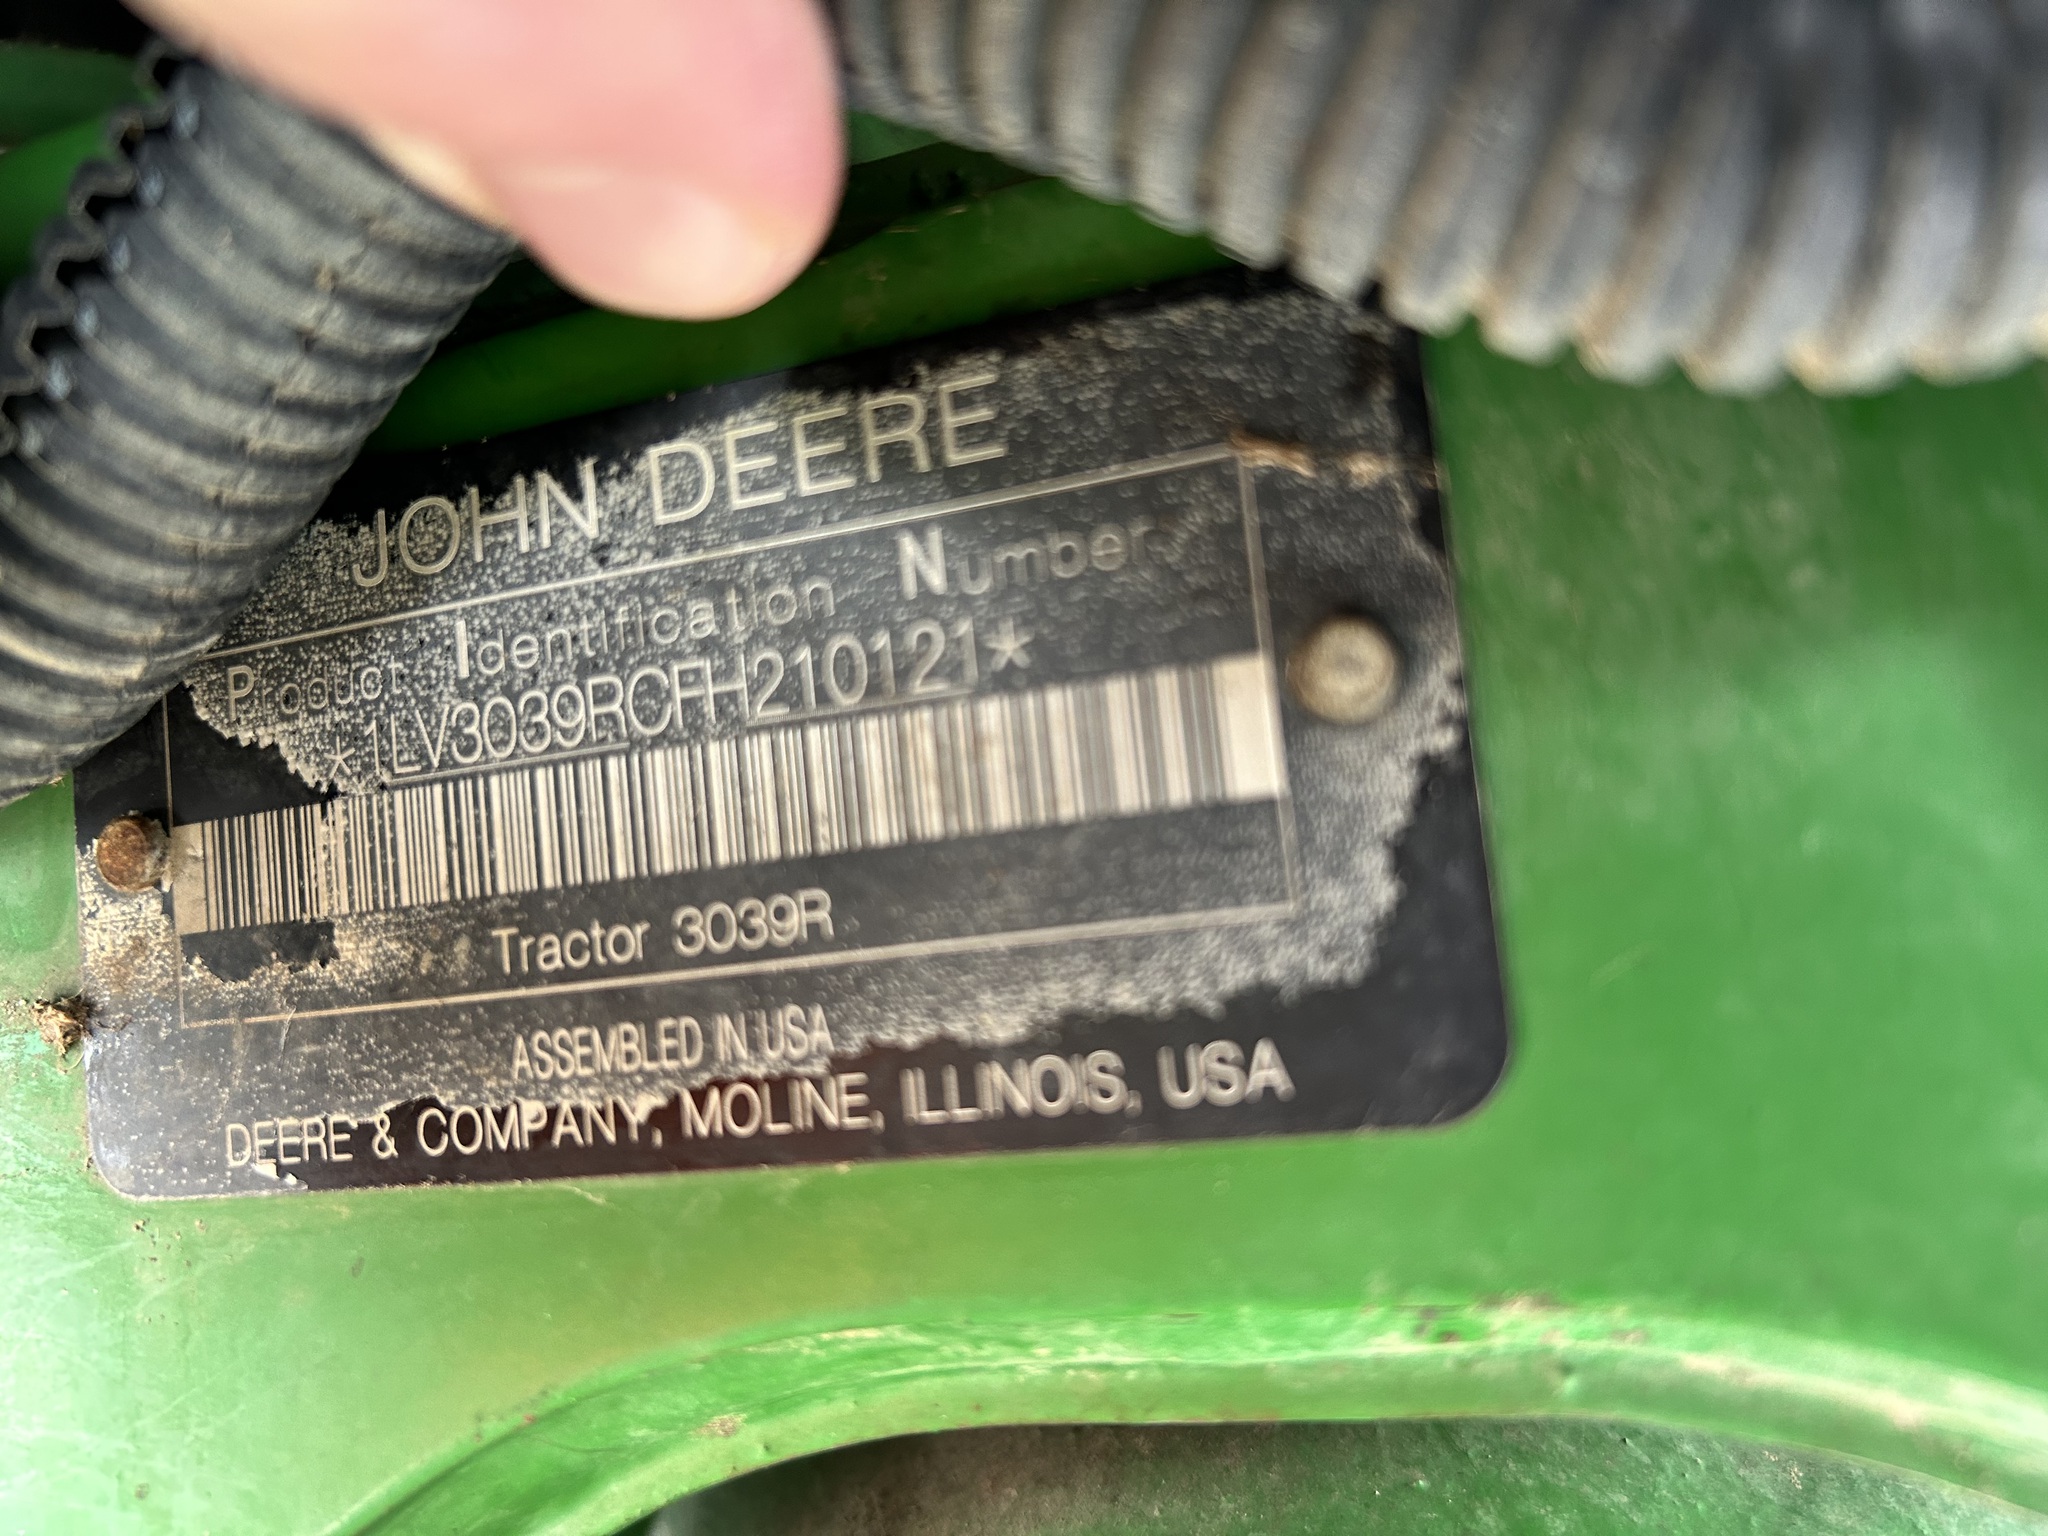 JOHN DEERE
Product Identification Number
*1LV3039RCFH210121*
Tractor 3039R
ASSEMBLED IN USA
DEERE & COMPANY, MOLINE, ILLINOIS, USA